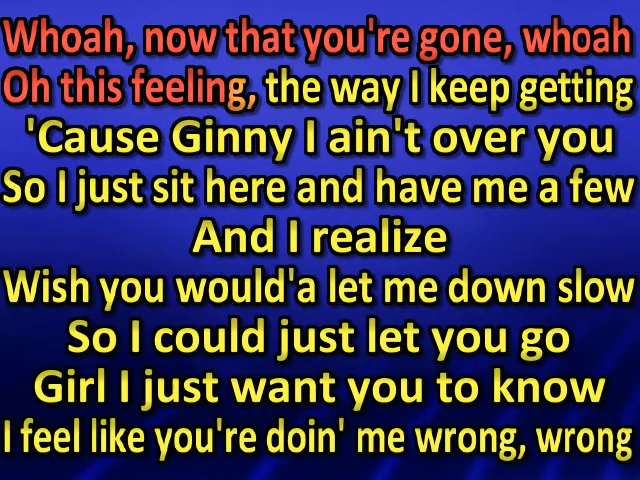 Whoah, now that you're gone, whoah
Oh this feeling, the way I keep getting
'Cause Ginny I ain't over you
So I just sit here and have me a few
And I realize
Wish you would'a let me down slow
So I could just let you go
Girl I just want you to know
I feel like you're doin' me wrong, wrong